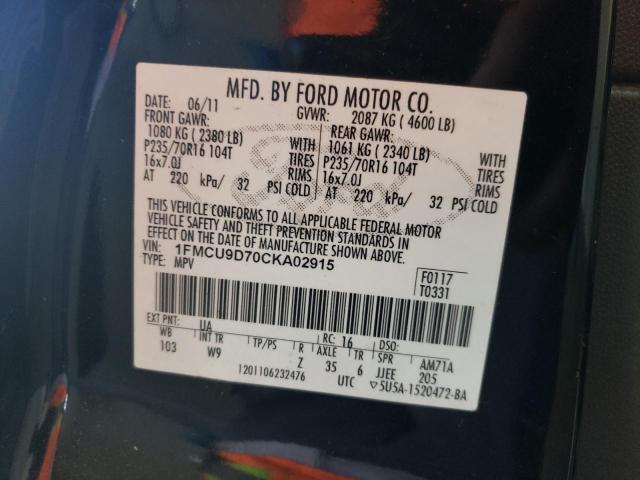 MFD. BY FORD MOTOR CO.
DATE: 06/11 GVWR: 2087 KG ( 4600 LB)
FRONT GAWR: REAR GAWR:
1080 KG ( 2380 LB) WITH 1061 KG ( 2340 LB) WITH
P235/70R16 104T TIRES P235/70R16 104T TIRES
16x7.0J RIMS 16x7.0J RIMS
AT 220 kPa/ 32 PSI COLD AT 220 kPa/ 32 PSI COLD
THIS VEHICLE CONFORMS TO ALL APPLICABLE FEDERAL MOTOR
VEHICLE SAFETY AND THEFT PREVENTION STANDARDS IN
EFFECT ON THE DATE OF MANUFACTURE SHOWN ABOVE.
VIN: 1FMCU9D70CKA02915
TYPE: MPV
F0117
T0331
EXT PNT: UA RC: 16 DSO:
WB INT TR TP/PS R AXLE TR SPR AM71A
103 W9 Z 35 6 JJEE 205
1201106232476 UTC ▽5U5A-1520472-BA
Ford